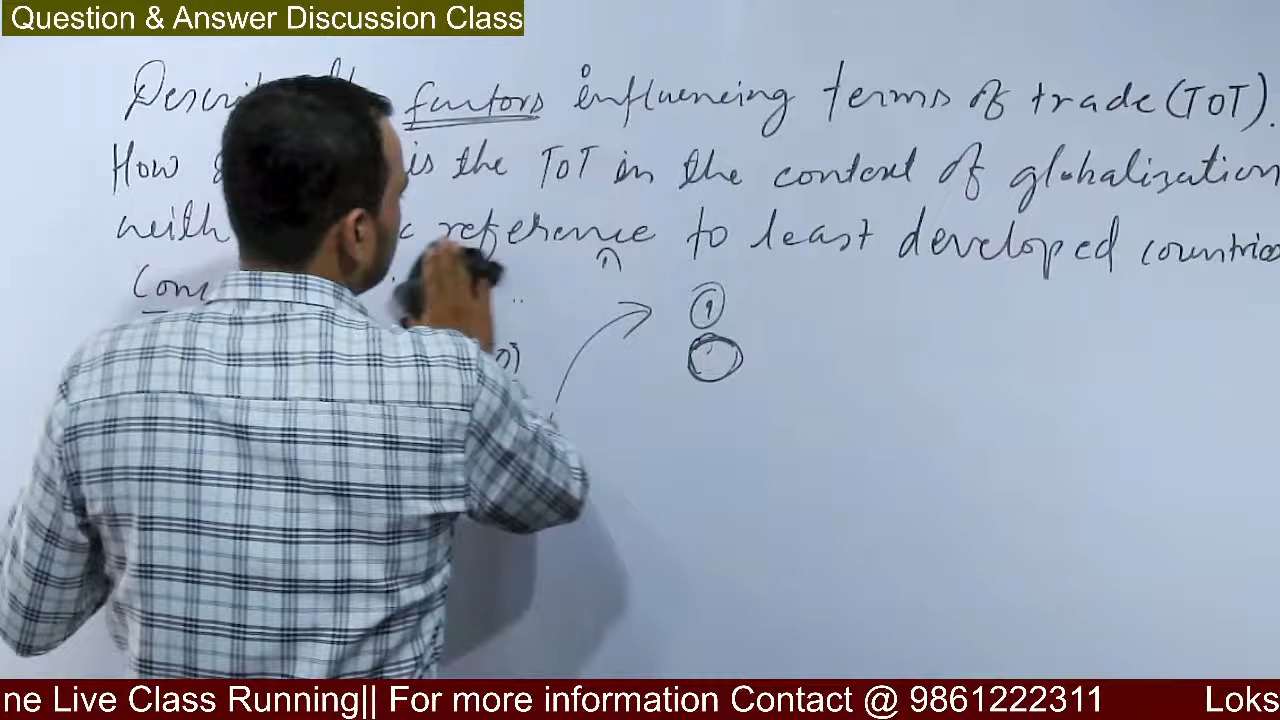 Question & Answer Discussion Class
factors influencing terms of trade (TOT).
How is the TOT in the context of globalization
with reference to least developed countries
ne Live Class Running|| For more information Contact @ 9861222311 Loks